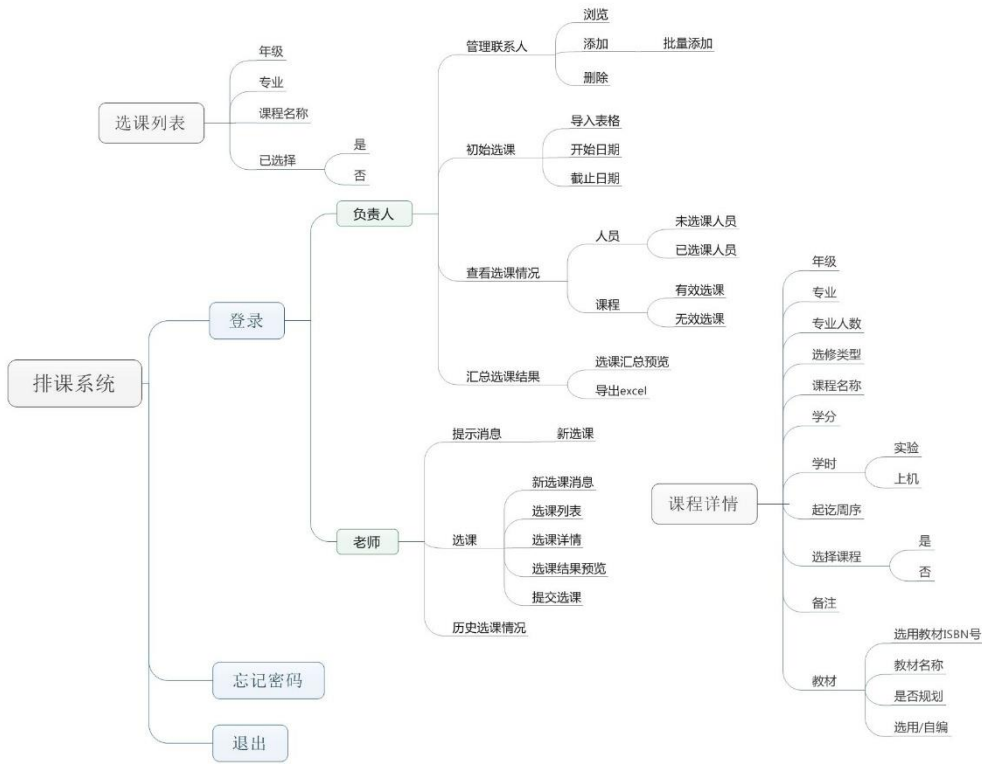 选课列表
年级
专业
课程名称
已选择
是
否
排课系统
登录
负责人
管理联系人
浏览
添加
批量添加
删除
初始选课
导入表格
开始日期
截止日期
查看选课情况
人员
未选课人员
已选课人员
课程
有效选课
无效选课
汇总选课结果
选课汇总预览
导出excel
老师
提示消息
新选课
选课
新选课消息
选课列表
选课详情
选课结果预览
提交选课
历史选课情况
忘记密码
退出
课程详情
年级
专业
专业人数
选修类型
课程名称
学分
学时
实验
上机
起讫周序
选择课程
是
否
备注
教材
选用教材ISBN号
教材名称
是否规划
选用/自编